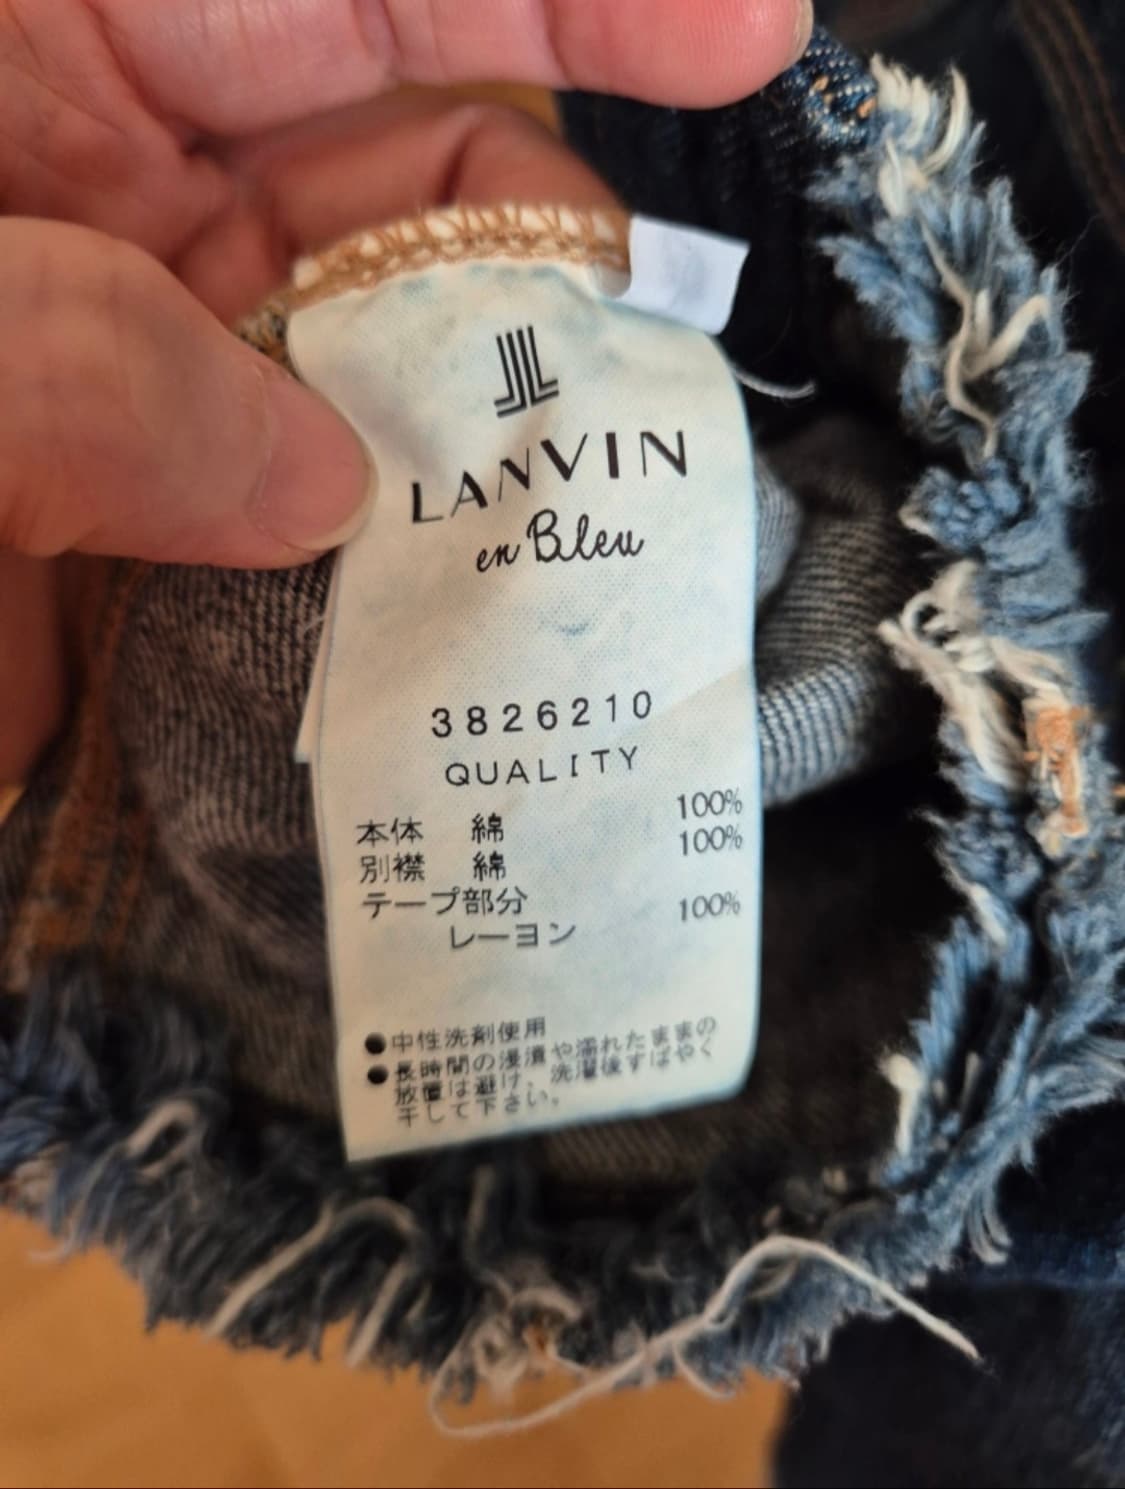 LANVIN
en Bleu
3826210
QUALITY
本体 綿 100%
別襟 綿 100%
テープ部分
レーヨン 100%
●中性洗剤使用
●長時間の浸漬や濡れたままの
放置は避け、洗濯後すばやく
干して下さい。